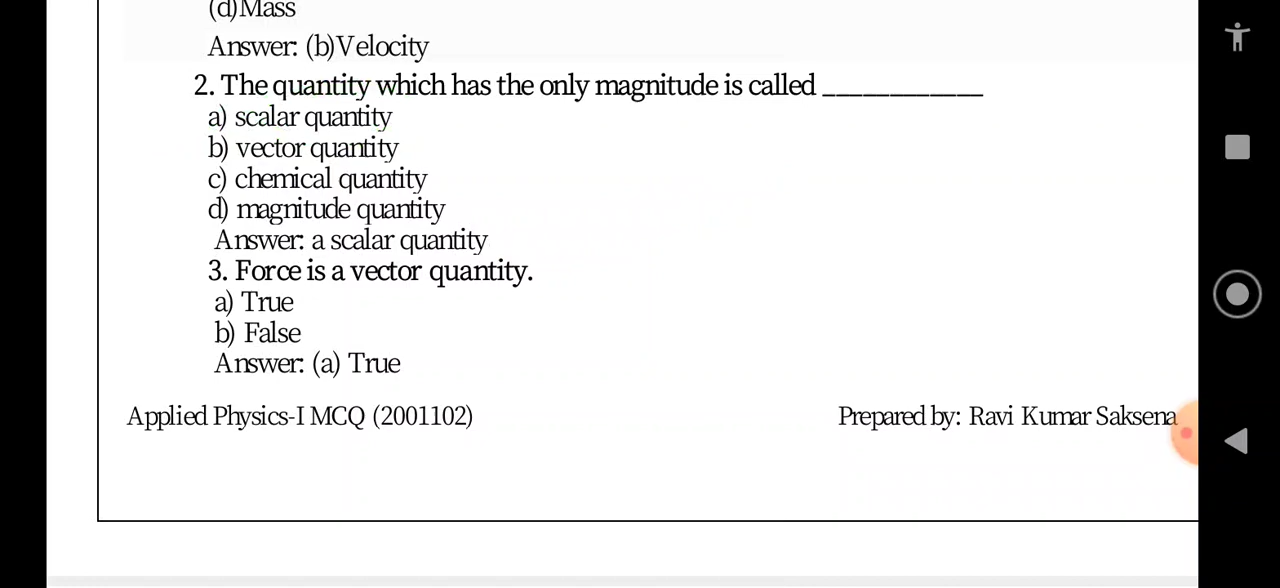 (d)Mass
Answer: (b)Velocity
2. The quantity which has the only magnitude is called ____________
a) scalar quantity
b) vector quantity
c) chemical quantity
d) magnitude quantity
Answer: a scalar quantity
3. Force is a vector quantity.
a) True
b) False
Answer: (a) True
Applied Physics-I MCQ (2001102) Prepared by: Ravi Kumar Saksena